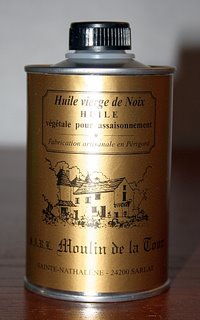 Huile vierge de Noix
HUILE
végétale pour assaisonnement
Fabrication artisanale en Périgord
S.A.R.L. Moulin de la Tour
SAINTE-NATHALÈNE - 24200 SARLAT